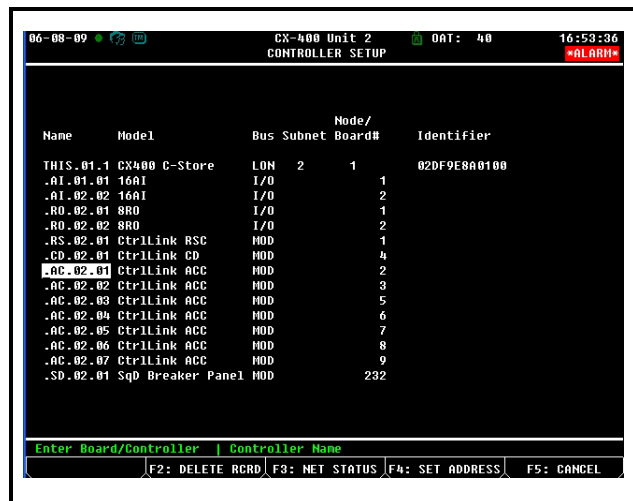 06-08-09 TM CX-400 Unit 2 OAT: 40 16:53:36
CONTROLLER SETUP *ALARM*
Node/
Name Model Bus Subnet Board# Identifier
THIS.01.1 CX400 C-Store LON 2 1 02DF9E8A0100
.AI.01.01 16AI I/O 1
.AI.02.02 16AI I/O 2
.RO.02.01 8RO I/O 1
.RO.02.02 8RO I/O 2
.RS.02.01 CtrlLink RSC MOD 1
.CD.02.01 CtrlLink CD MOD 4
.AC.02.01 CtrlLink ACC MOD 2
.AC.02.02 CtrlLink ACC MOD 3
.AC.02.03 CtrlLink ACC MOD 5
.AC.02.04 CtrlLink ACC MOD 6
.AC.02.05 CtrlLink ACC MOD 7
.AC.02.06 CtrlLink ACC MOD 8
.AC.02.07 CtrlLink ACC MOD 9
.SD.02.01 SqD Breaker Panel MOD 232
Enter Board/Controller | Controller Name
F2: DELETE RCRD F3: NET STATUS F4: SET ADDRESS F5: CANCEL